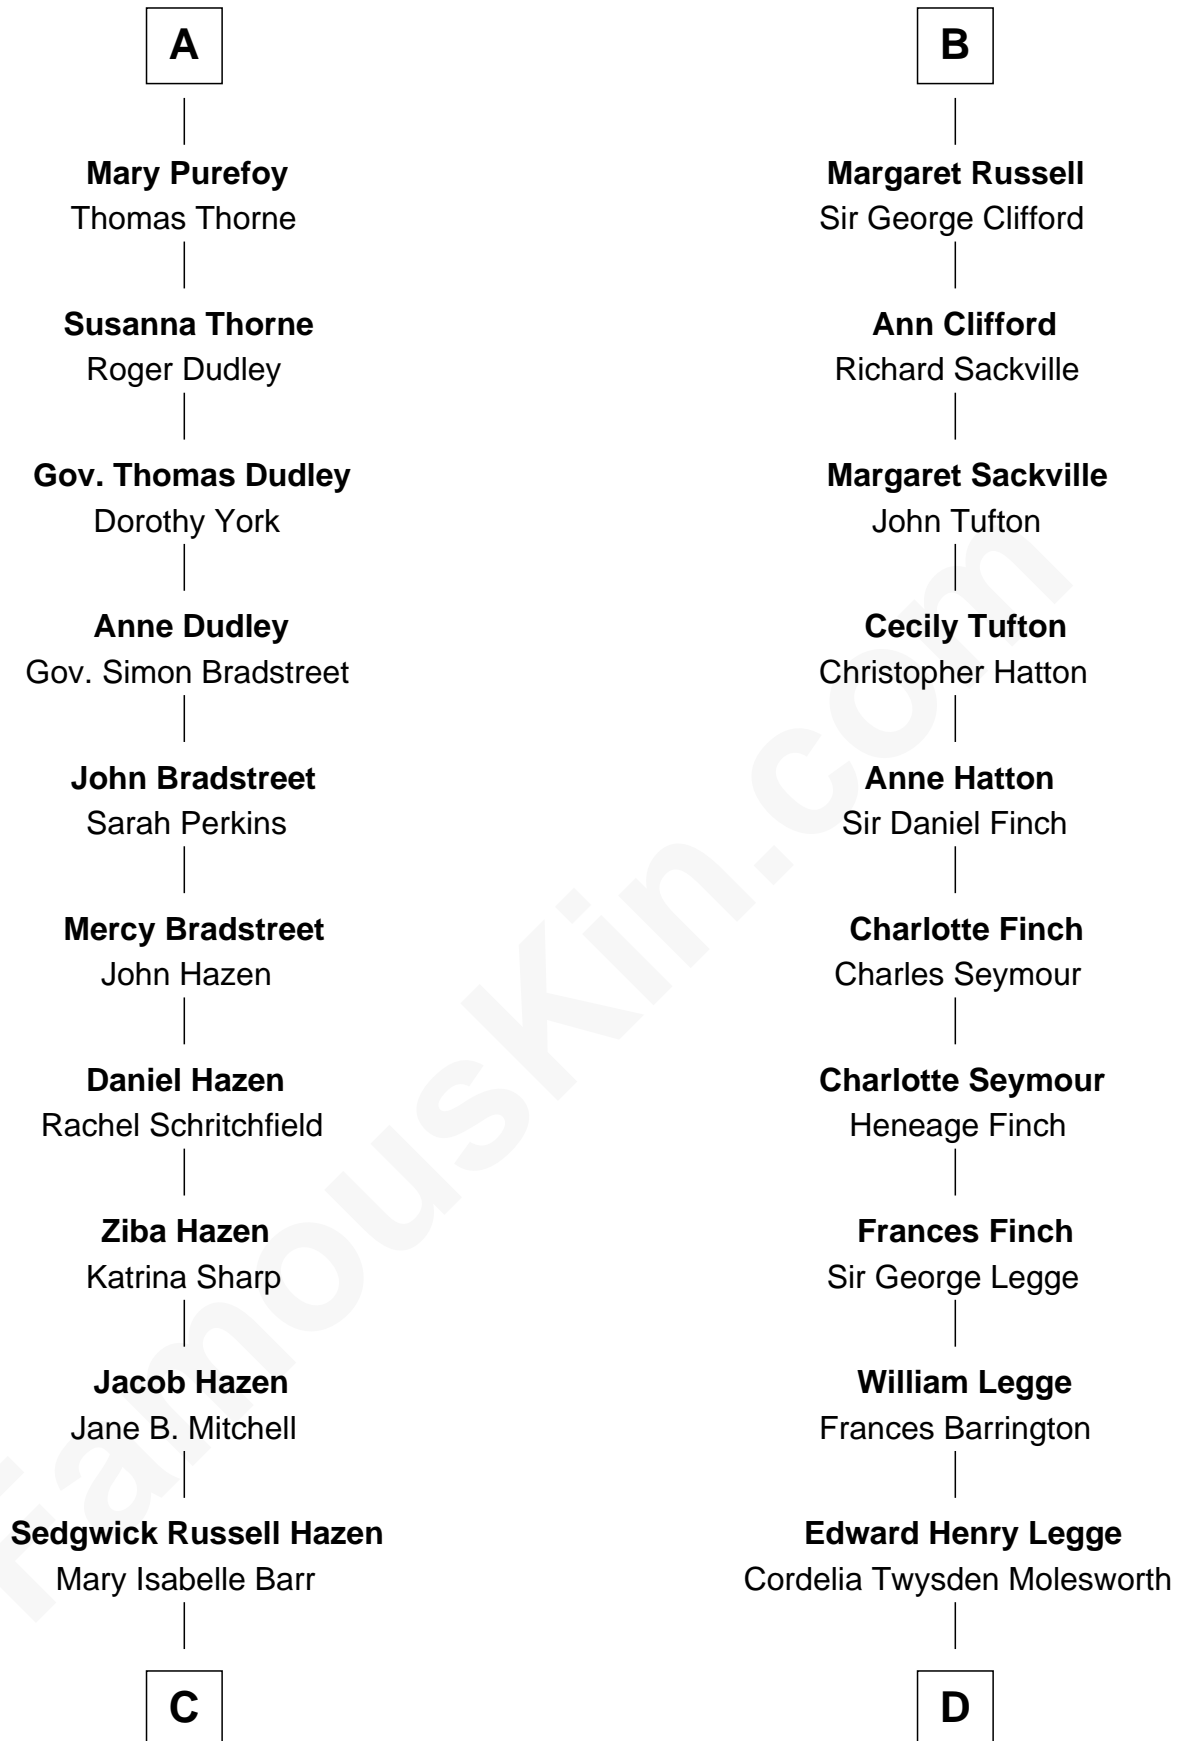 A
Mary Purefoy
Thomas Thorne
Susanna Thorne
Roger Dudley
Gov. Thomas Dudley
Dorothy York
Anne Dudley
Gov. Simon Bradstreet
John Bradstreet
Sarah Perkins
Mercy Bradstreet
John Hazen
Daniel Hazen
Rachel Schritchfield
Ziba Hazen
Katrina Sharp
Jacob Hazen
Jane B. Mitchell
Sedgwick Russell Hazen
Mary Isabelle Barr
C
B
Margaret Russell
Sir George Clifford
Ann Clifford
Richard Sackville
Margaret Sackville
John Tufton
Cecily Tufton
Christopher Hatton
Anne Hatton
Sir Daniel Finch
Charlotte Finch
Charles Seymour
Charlotte Seymour
Heneage Finch
Frances Finch
Sir George Legge
William Legge
Frances Barrington
Edward Henry Legge
Cordelia Twysden Molesworth
D
FamousKin.com